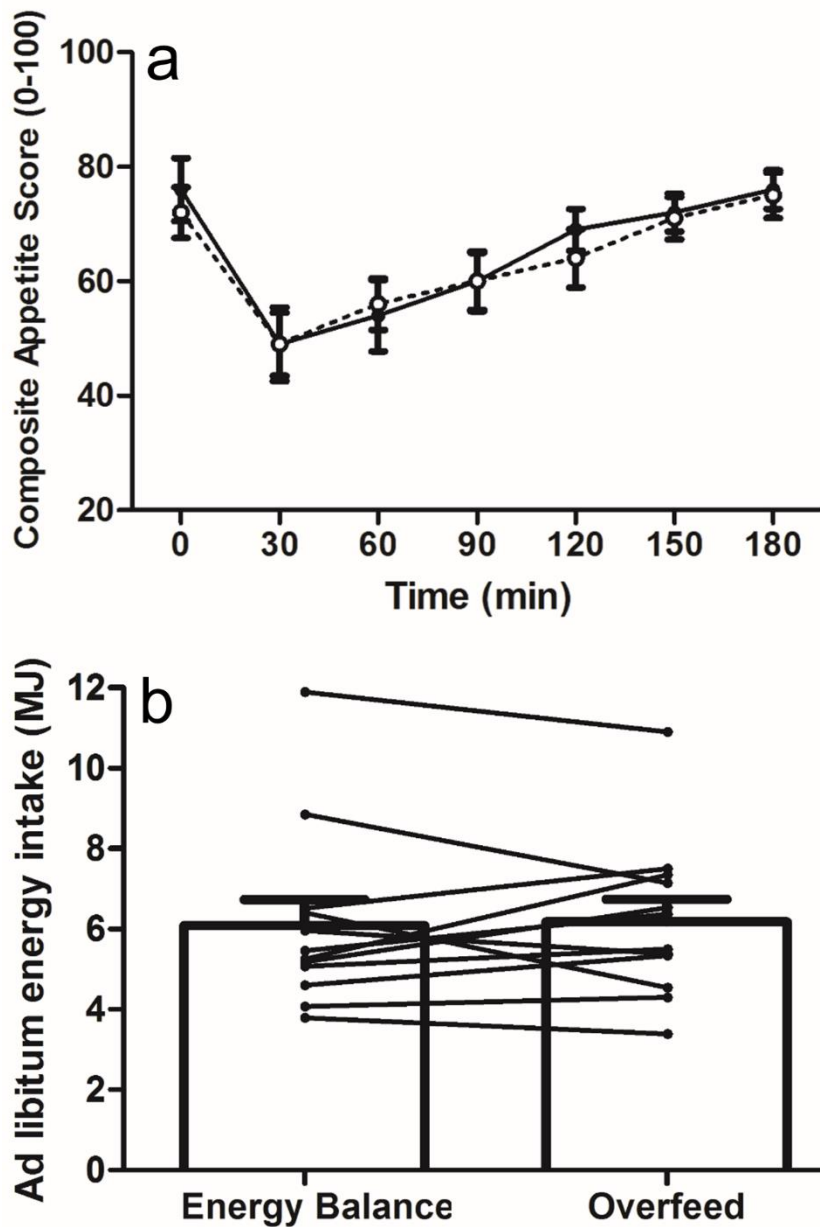 a
Composite Appetite Score (0-100)
100
80
60
40
20
0 30 60 90 120 150 180
Time (min)
b
Ad libitum energy intake (MJ)
12
10
8
6
4
2
0
Energy Balance Overfeed